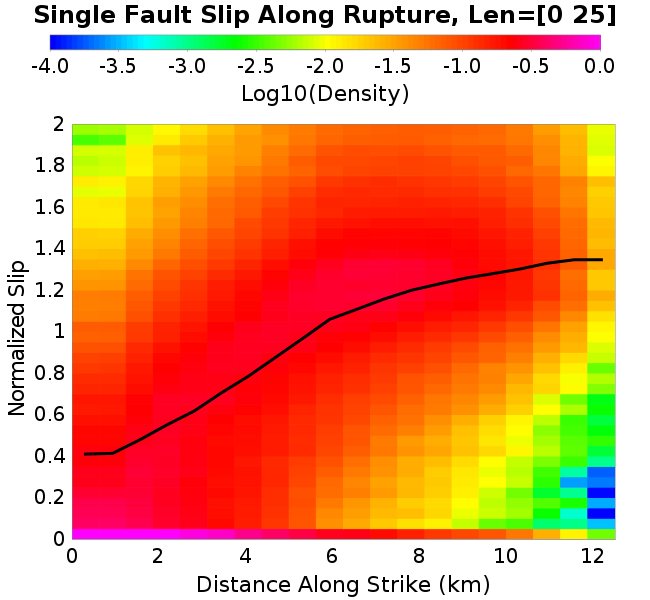 Single Fault Slip Along Rupture, Len=[0 25]
-4.0 -3.5 -3.0 -2.5 -2.0 -1.5 -1.0 -0.5 0.0
Log10(Density)
Normalized Slip
2
1.8
1.6
1.4
1.2
1
0.8
0.6
0.4
0.2
0
0 2 4 6 8 10 12
Distance Along Strike (km)